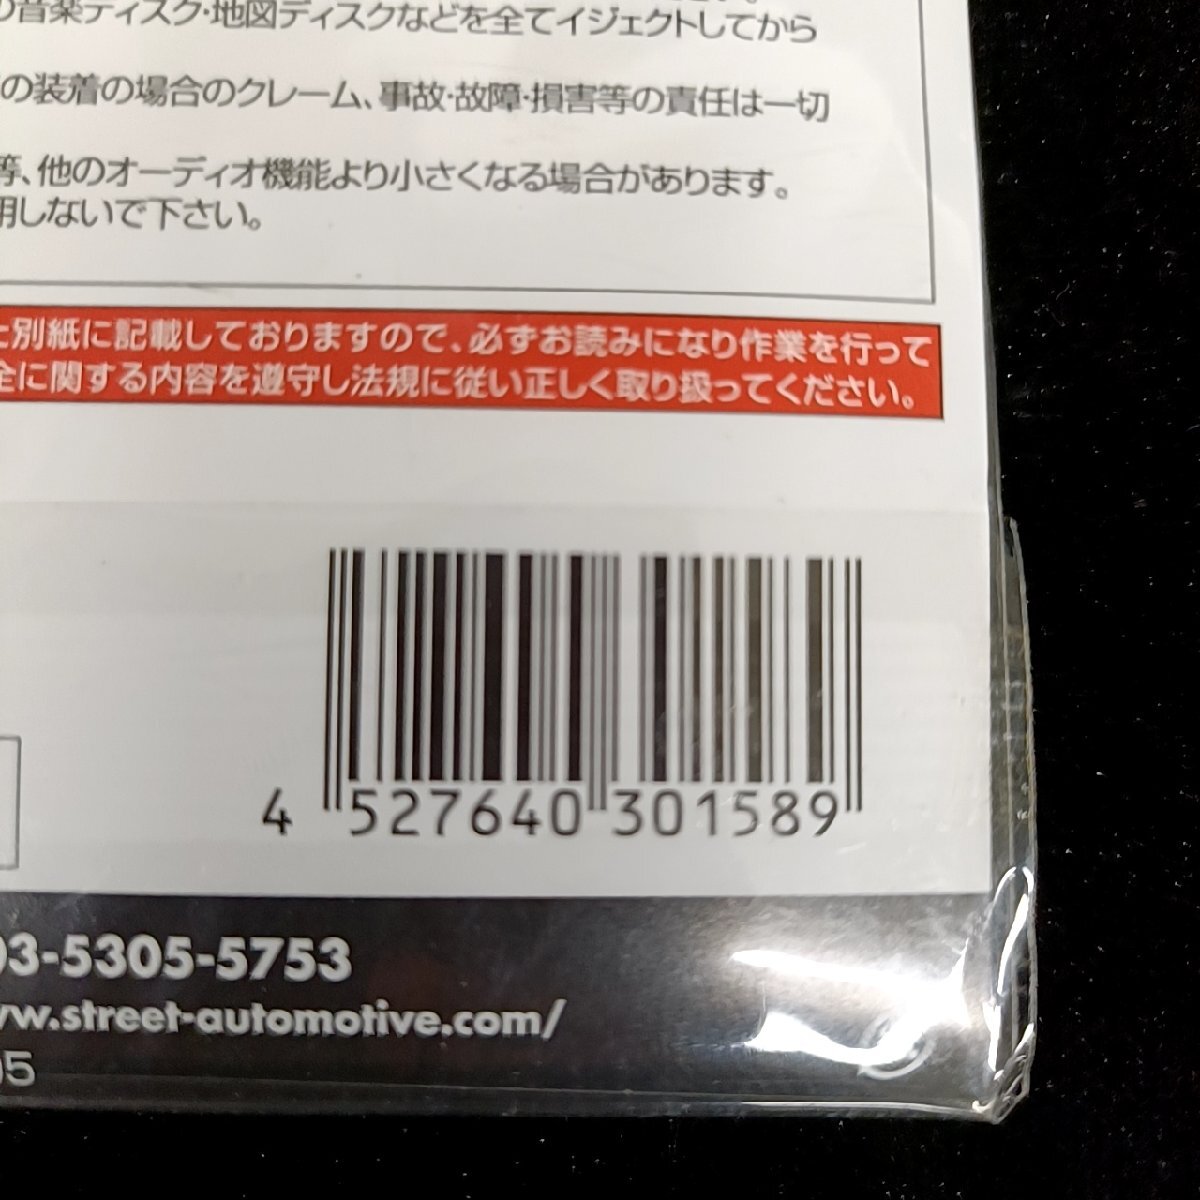 音楽ディスク・地図ディスクなどを全てイジェクトしてから
の装着の場合のクレーム、事故・故障・損害等の責任は一切
等、他のオーディオ機能より小さくなる場合があります。
用しないで下さい。
別紙に記載しておりますので、必ずお読みになり作業を行って
全に関する内容を遵守し法規に従い正しく取り扱ってください。
4 527640 301589
03-5305-5753
www.street-automotive.com/
05